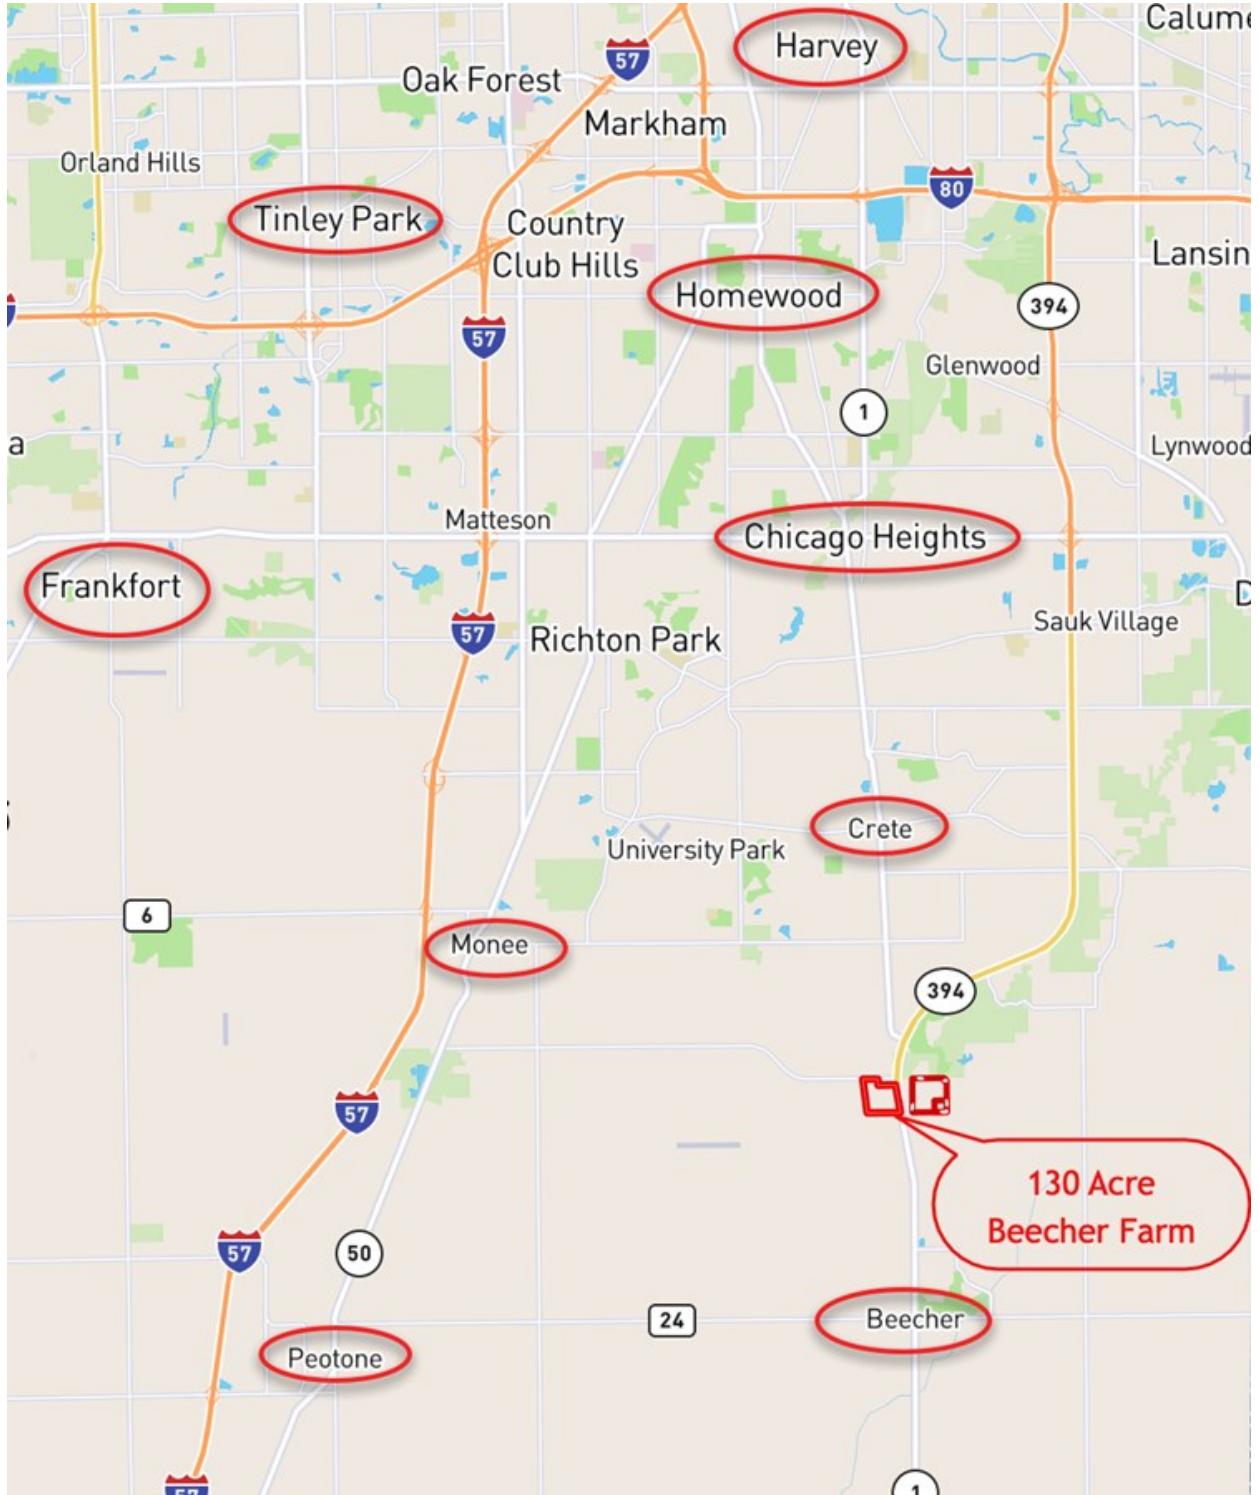 Calume
Harvey
57
Oak Forest
Markham
Orland Hills
80
Tinley Park
Country
Club Hills
Lansin
Homewood
394
57
Glenwood
1
a
Lynwood
Matteson
Chicago Heights
Frankfort
D
Sauk Village
57
Richton Park
Crete
University Park
6
Monee
394
57
130 Acre
Beecher Farm
57
50
24
Beecher
Peotone
57
1